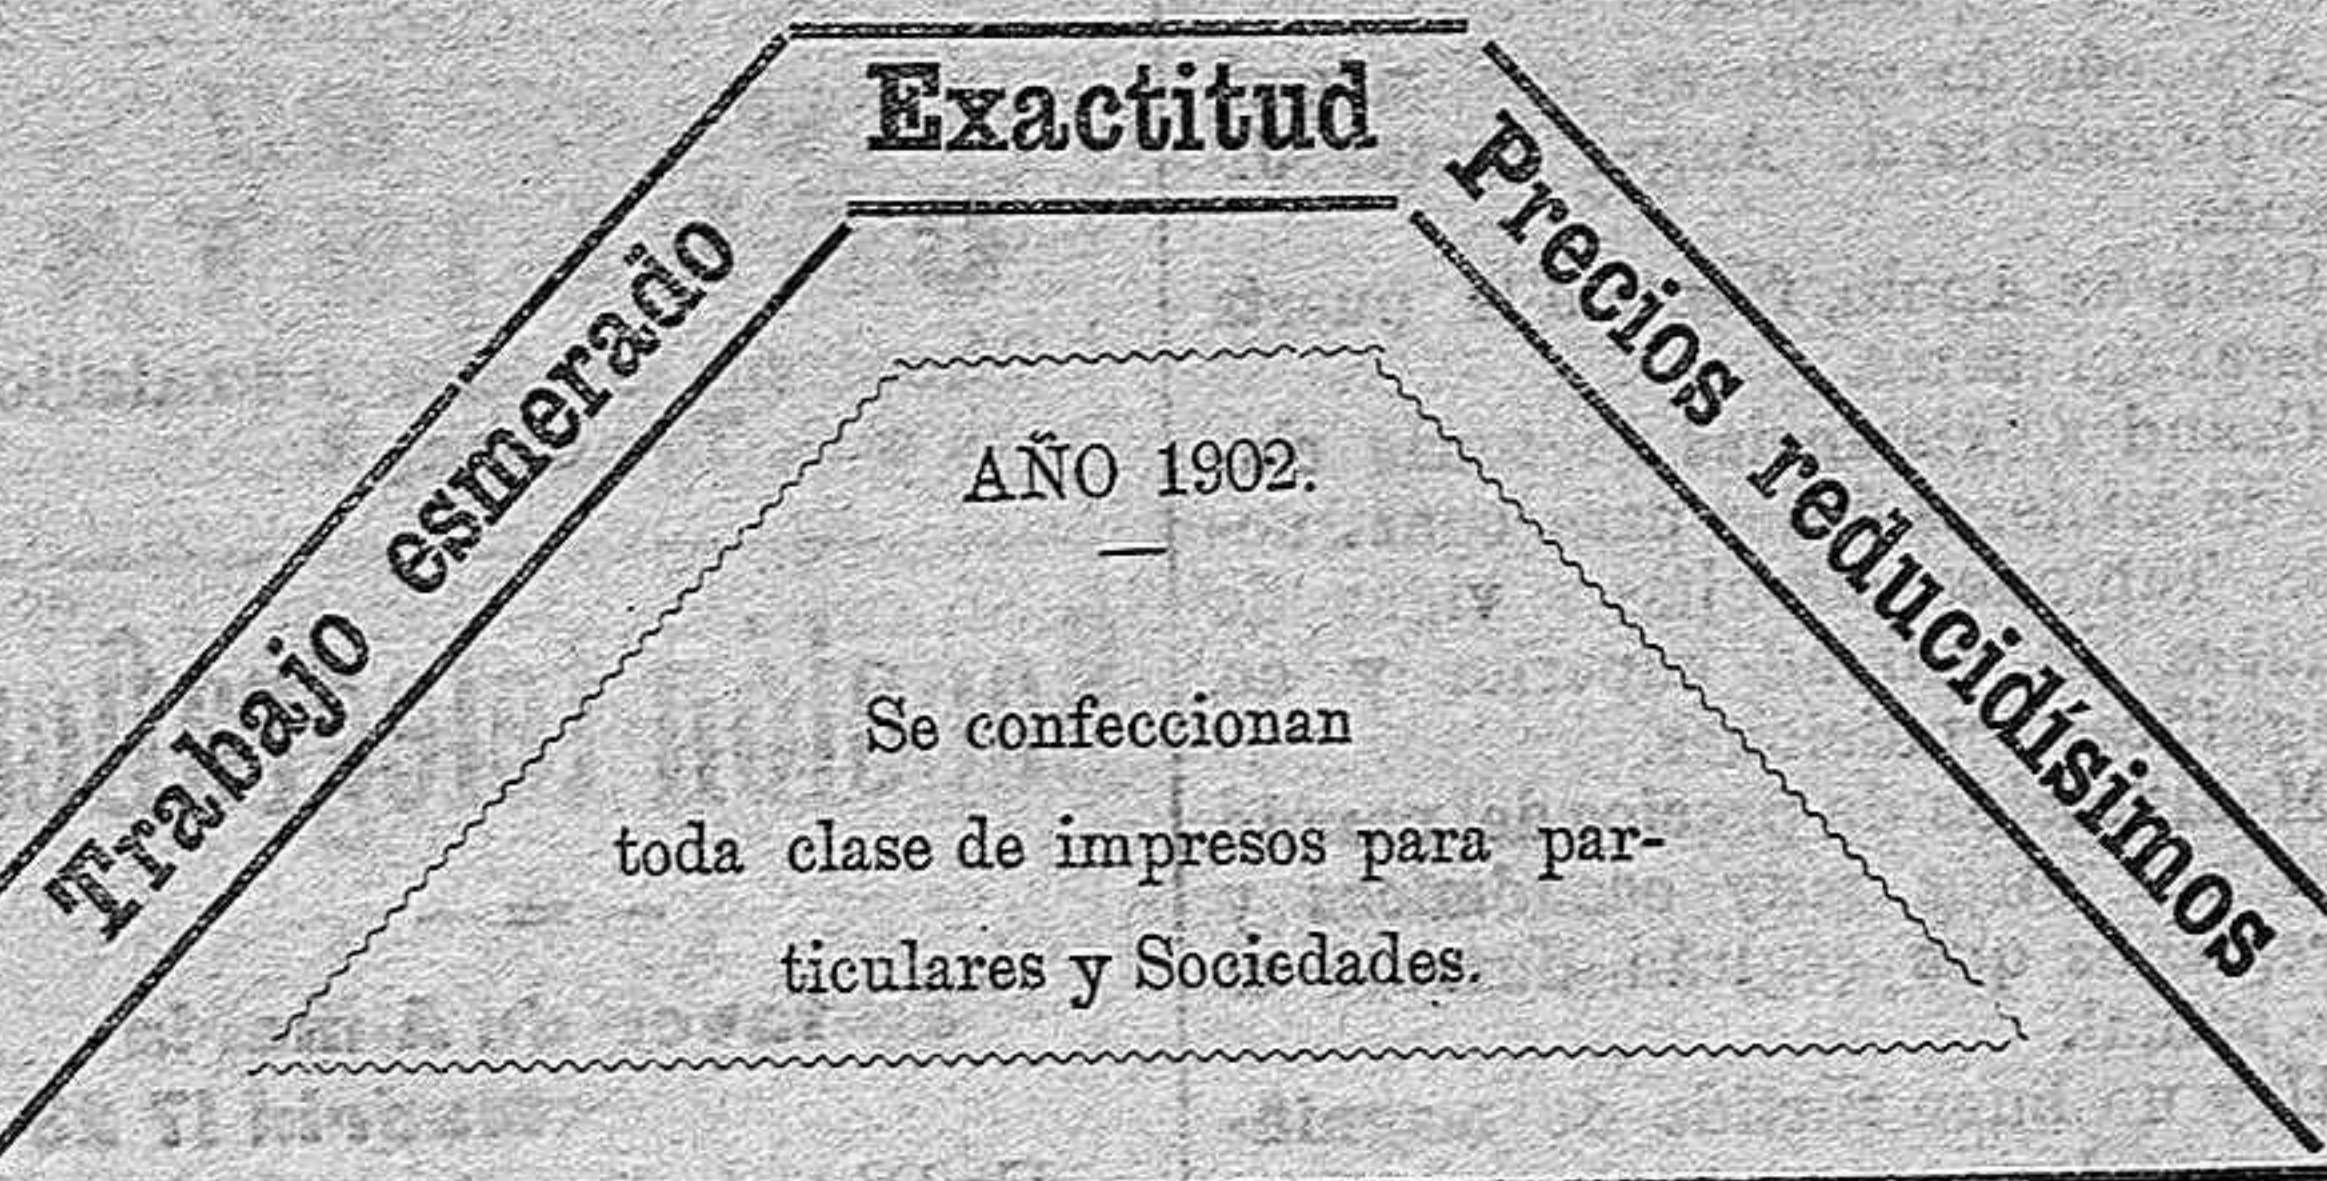 Trabajo esmerado
Exactitud
Precios reducidísimos
AÑO 1902.
Se confeccionan
toda clase de impresos para par-
ticulares y Sociedades.